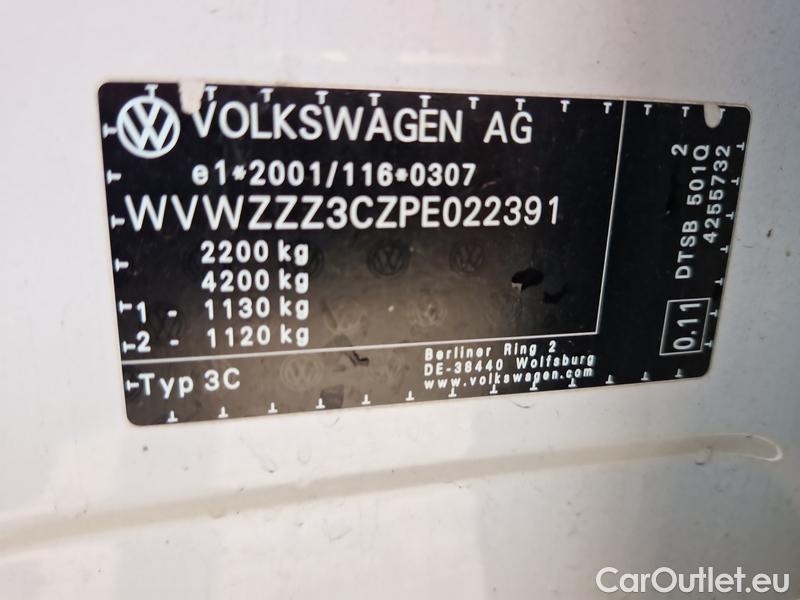 VOLKSWAGEN AG
e1*2001/116*0307
WVWZZZ3CZPE022391
2200 kg
4200 kg
1 - 1130 kg
2 - 1120 kg
Typ 3C
Berliner Ring 2
DE-38440 Wolfsburg
www.volkswagen.com
2
DTSB 501Q
4255732
0.11
CarOutlet.eu